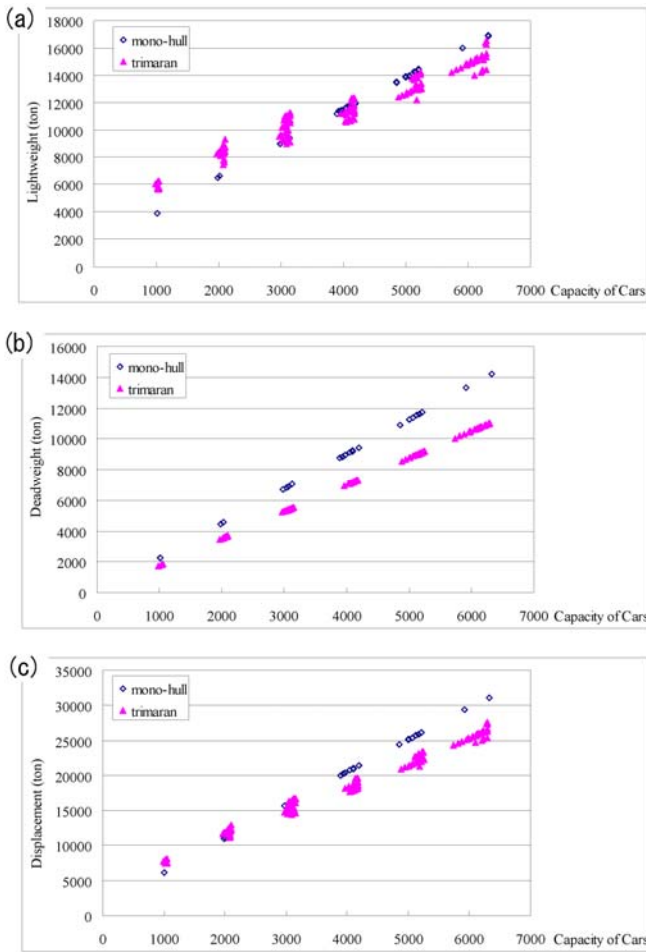 (a)
18000
16000
14000
12000
10000
8000
6000
4000
2000
0
Lightweight (ton)
mono-hull
trimaran
0 1000 2000 3000 4000 5000 6000 7000 Capacity of Cars
(b)
16000
14000
12000
10000
8000
6000
4000
2000
0
Deadweight (ton)
mono-hull
trimaran
0 1000 2000 3000 4000 5000 6000 7000 Capacity of Cars
(c)
35000
30000
25000
20000
15000
10000
5000
0
Displacement (ton)
mono-hull
trimaran
0 1000 2000 3000 4000 5000 6000 7000 Capacity of Cars